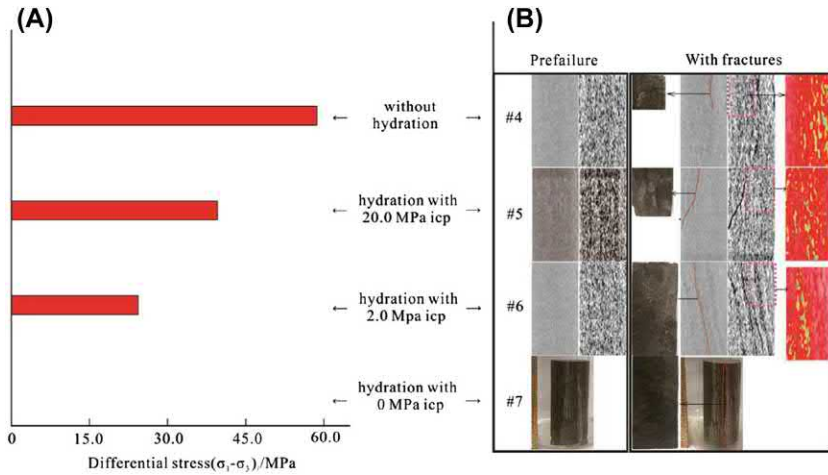 (A)
(B)
Prefailure
With fractures
without
hydration
#4
hydration with
20.0 MPa icp
#5
hydration with
2.0 Mpa icp
#6
hydration with
0 MPa icp
#7
0
15.0
30.0
45.0
60.0
Differential stress(σ₁-σ₃)/MPa